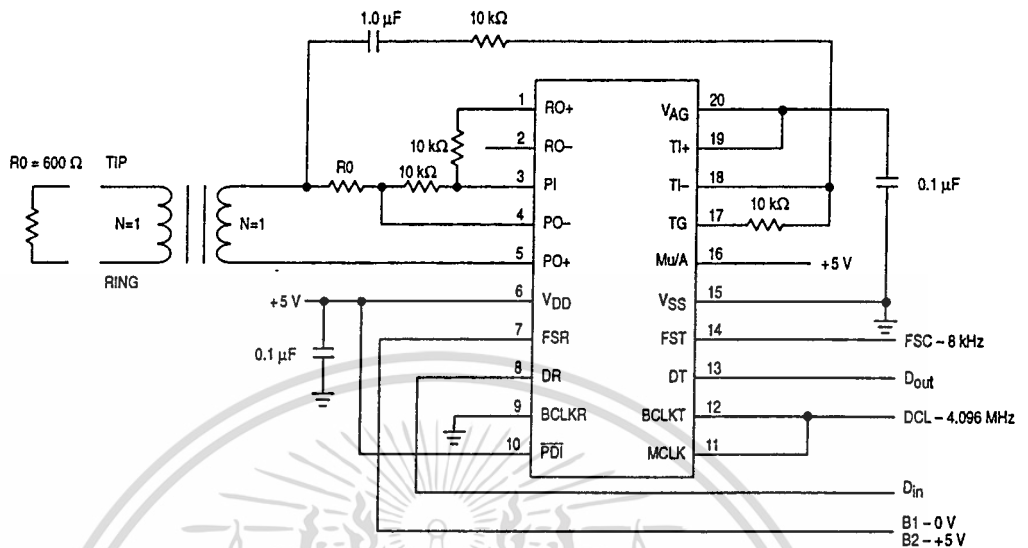 1.0 µF
10 kΩ
R0 = 600 Ω
TIP
N=1
N=1
RING
R0
10 kΩ
10 kΩ
1 RO+
2 RO-
3 PI
4 PO-
5 PO+
+5 V
6 VDD
7 FSR
0.1 µF
8 DR
9 BCLKR
10 PDI
VAG 20
TI+ 19
TI- 18
TG 17
10 kΩ
0.1 µF
Mu/A 16
+5 V
VSS 15
FST 14
FSC – 8 kHz
DT 13
Dout
BCLKT 12
DCL – 4.096 MHz
MCLK 11
Din
B1 – 0 V
B2 – +5 V